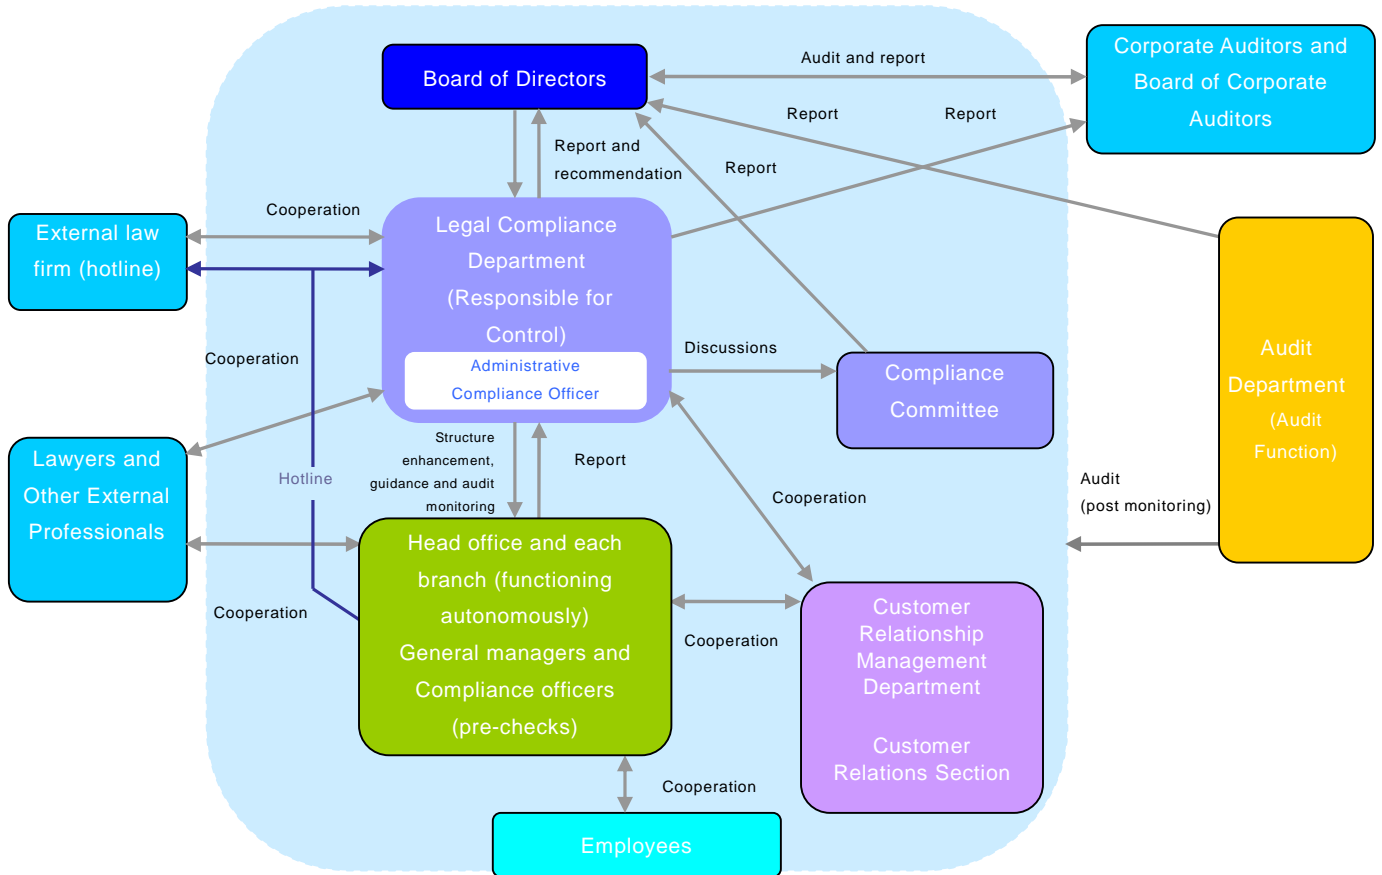 Board of Directors
Audit and report
Corporate Auditors and
Board of Corporate
Auditors
Report
Report
Report and
recommendation
Report
Cooperation
External law
firm (hotline)
Legal Compliance
Department
(Responsible for
Control)
Administrative
Compliance Officer
Discussions
Compliance
Committee
Audit
Department
(Audit
Function)
Cooperation
Lawyers and
Other External
Professionals
Hotline
Structure
enhancement,
guidance and audit
monitoring
Report
Cooperation
Audit
(post monitoring)
Head office and each
branch (functioning
autonomously)
General managers and
Compliance officers
(pre-checks)
Cooperation
Cooperation
Customer
Relationship
Management
Department
Customer
Relations Section
Cooperation
Employees